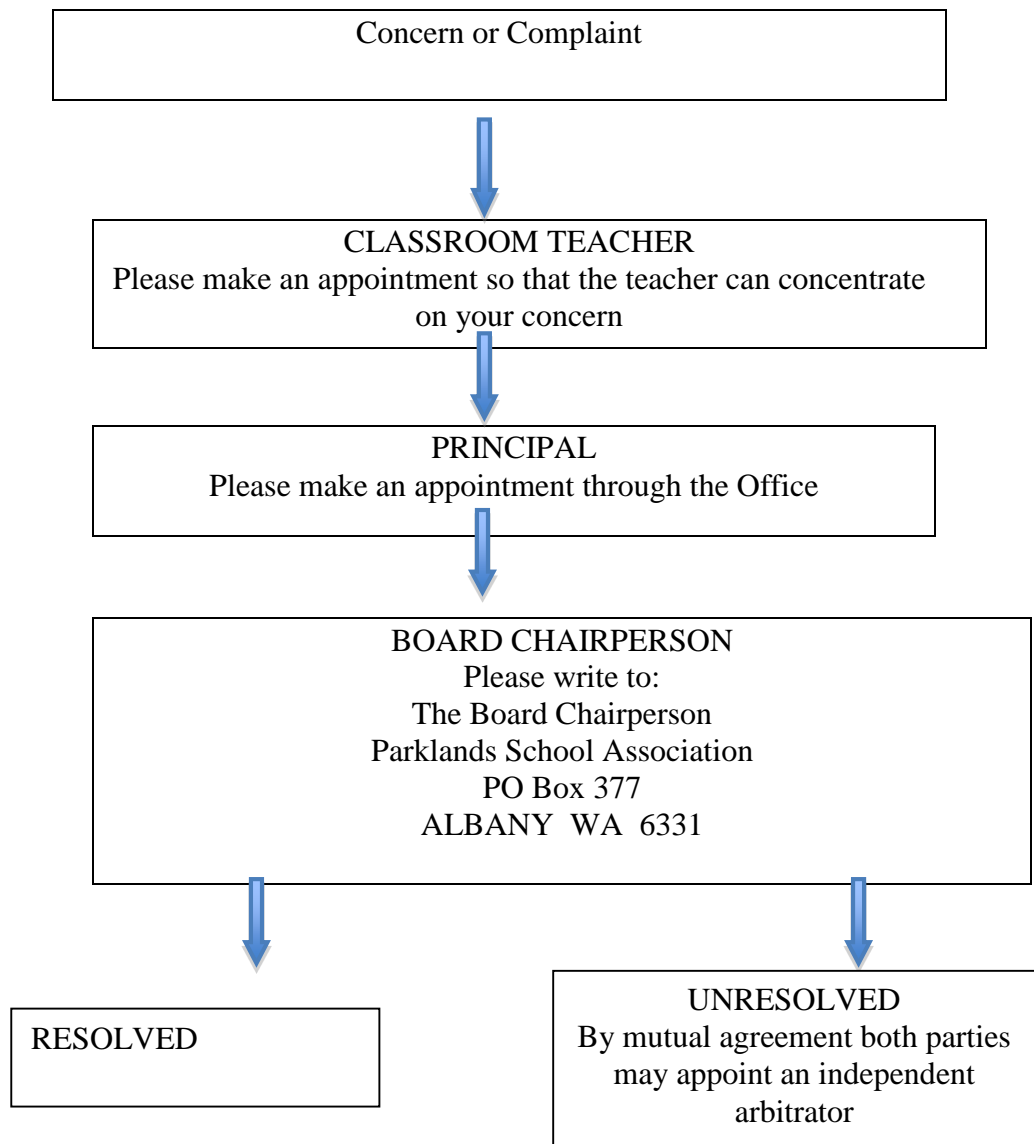 Concern or Complaint
CLASSROOM TEACHER
Please make an appointment so that the teacher can concentrate
on your concern
PRINCIPAL
Please make an appointment through the Office
BOARD CHAIRPERSON
Please write to:
The Board Chairperson
Parklands School Association
PO Box 377
ALBANY  WA  6331
RESOLVED
UNRESOLVED
By mutual agreement both parties
may appoint an independent
arbitrator